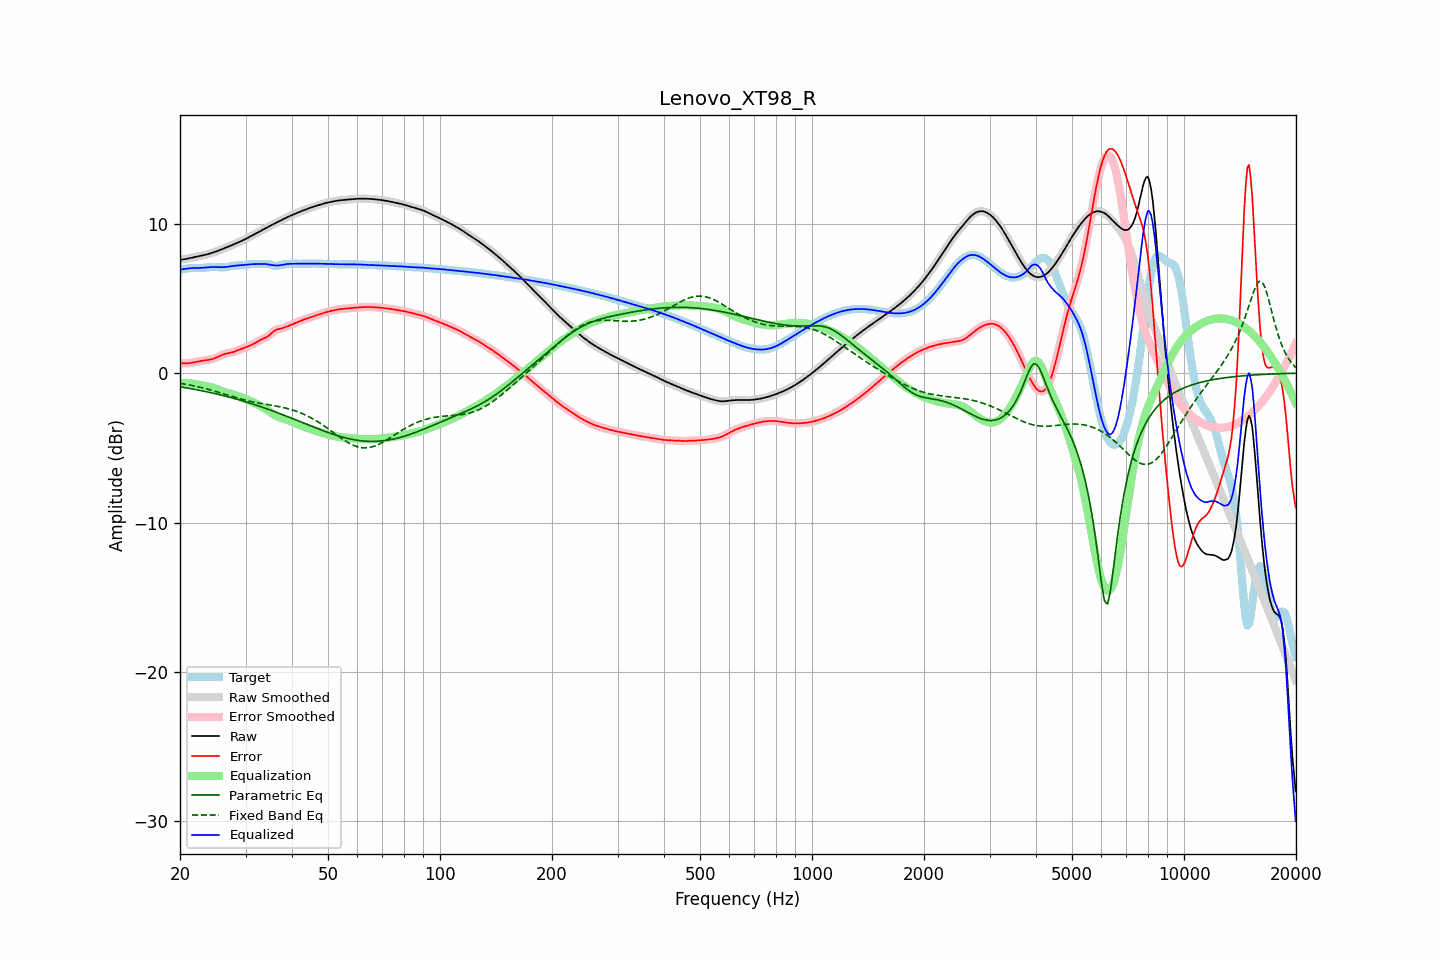 Lenovo_XT98_R
Amplitude (dBr)
10
0
−10
−20
−30
Target
Raw Smoothed
Error Smoothed
Raw
Error
Equalization
Parametric Eq
Fixed Band Eq
Equalized
20 50 100 200 500 1000 2000 5000 10000 20000
Frequency (Hz)